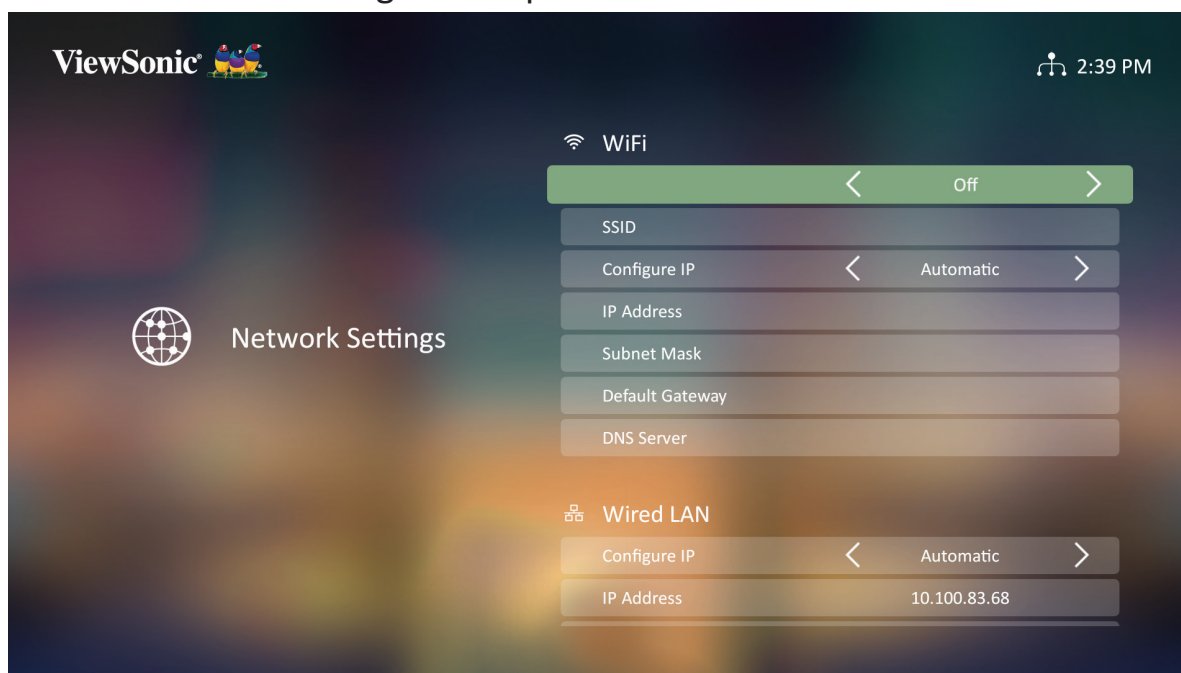 ViewSonic®
2:39 PM
WiFi
Off
SSID
Configure IP Automatic
IP Address
Subnet Mask
Default Gateway
DNS Server
Network Settings
Wired LAN
Configure IP Automatic
IP Address 10.100.83.68